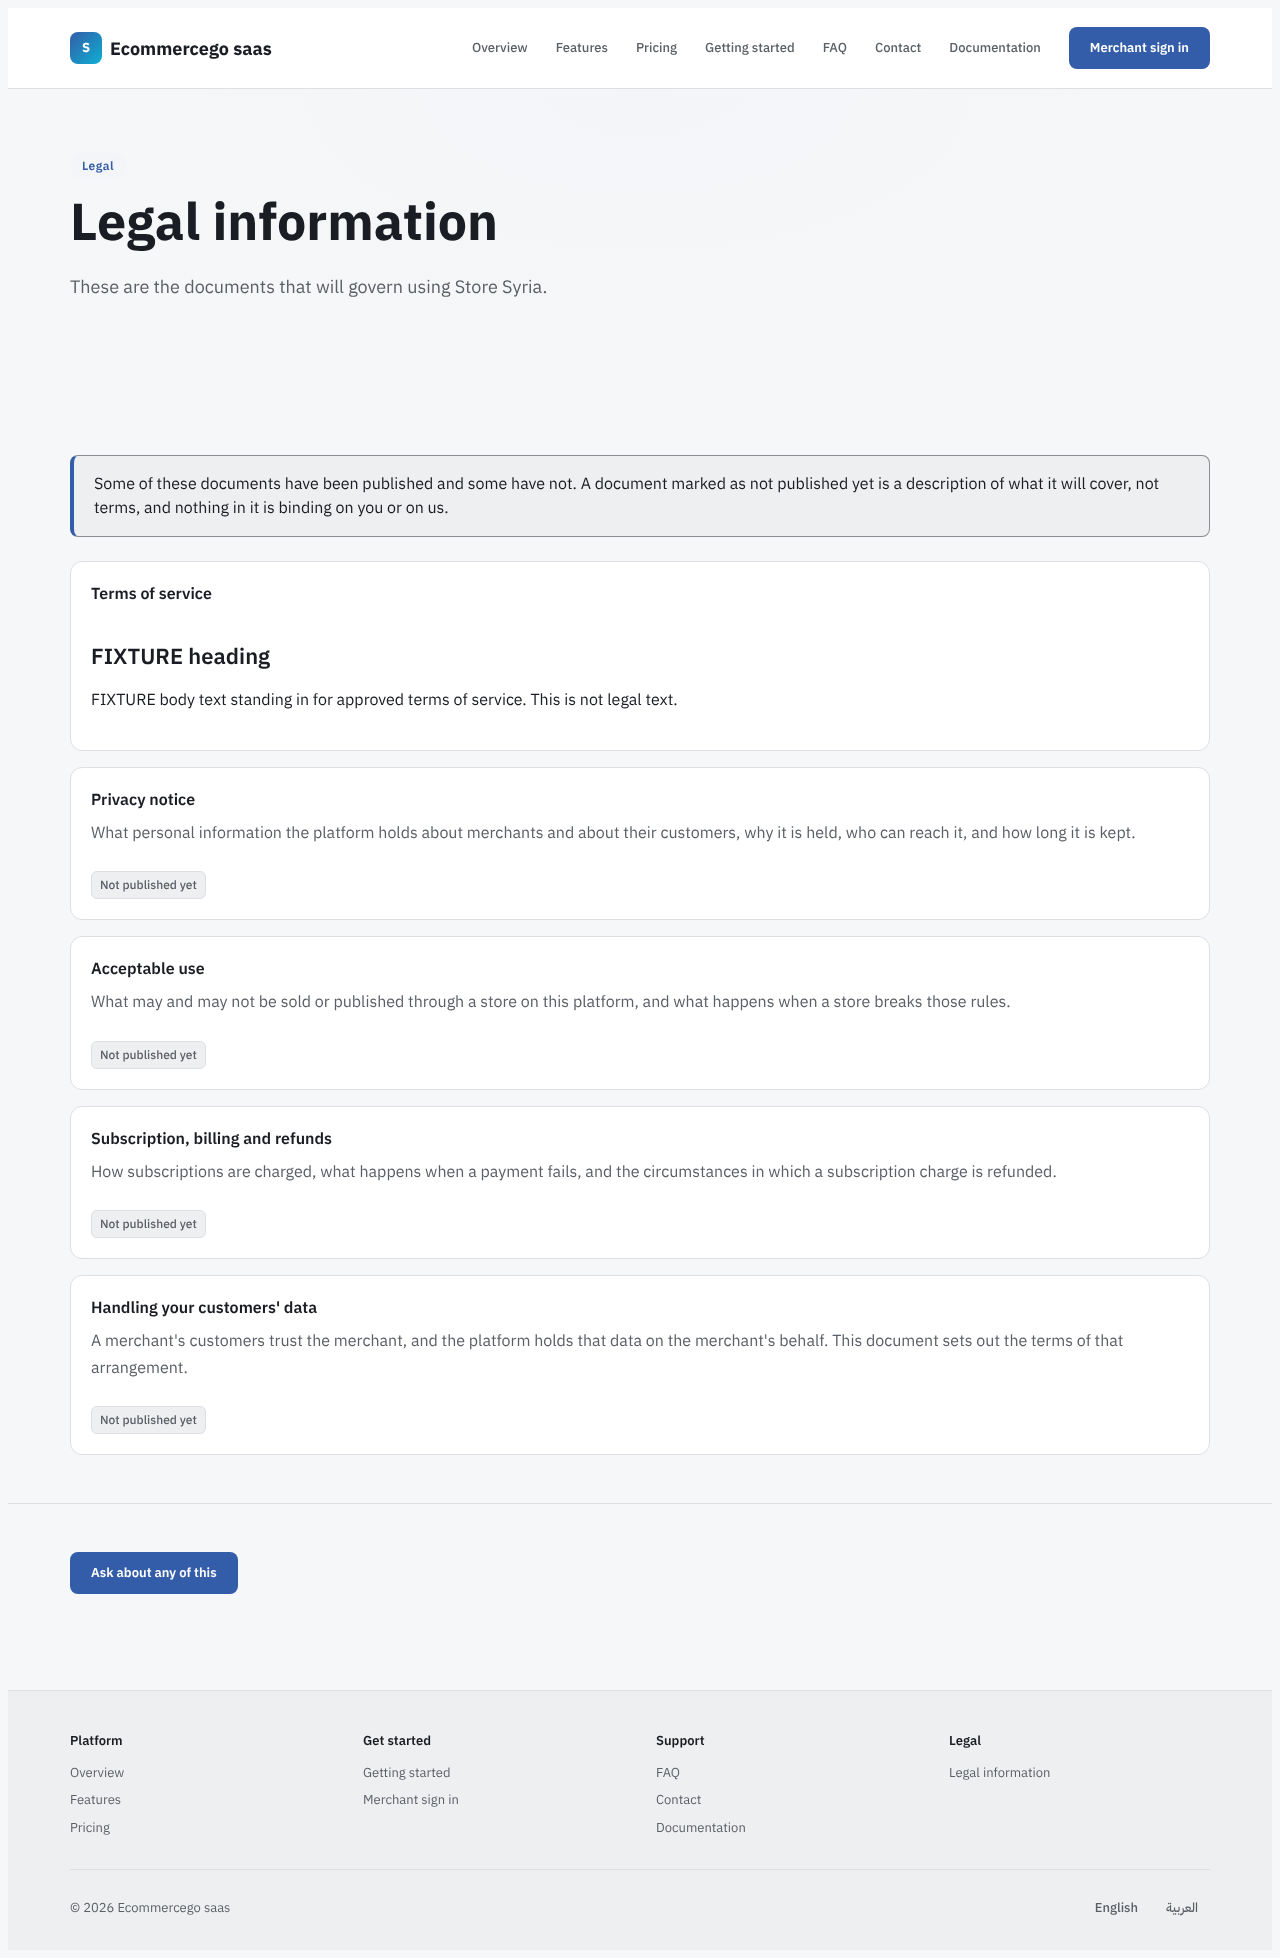 S
Ecommercego saas
Overview
Features
Pricing
Getting started
FAQ
Contact
Documentation
Merchant sign in
Legal
Legal information
These are the documents that will govern using Store Syria.
Some of these documents have been published and some have not. A document marked as not published yet is a description of what it will cover, not
terms, and nothing in it is binding on you or on us.
Terms of service
FIXTURE heading
FIXTURE body text standing in for approved terms of service. This is not legal text.
Privacy notice
What personal information the platform holds about merchants and about their customers, why it is held, who can reach it, and how long it is kept.
Not published yet
Acceptable use
What may and may not be sold or published through a store on this platform, and what happens when a store breaks those rules.
Not published yet
Subscription, billing and refunds
How subscriptions are charged, what happens when a payment fails, and the circumstances in which a subscription charge is refunded.
Not published yet
Handling your customers' data
A merchant's customers trust the merchant, and the platform holds that data on the merchant's behalf. This document sets out the terms of that
arrangement.
Not published yet
Ask about any of this
Platform
Overview
Features
Pricing
Get started
Getting started
Merchant sign in
Support
FAQ
Contact
Documentation
Legal
Legal information
© 2026 Ecommercego saas
English
العربية